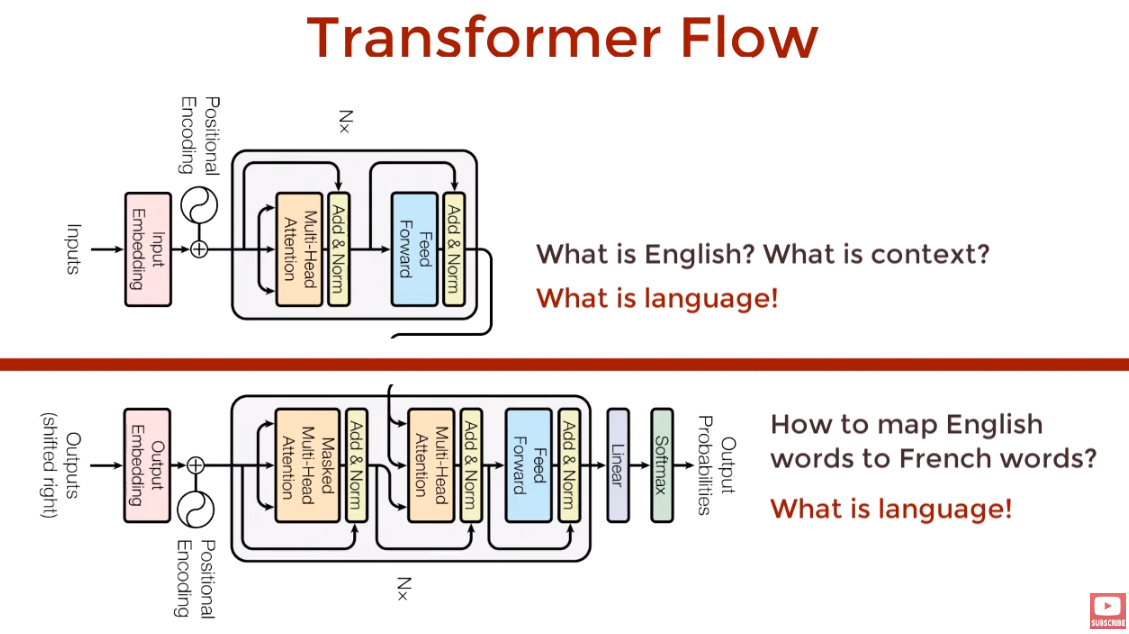 Transformer Flow
Positional
Encoding
Nx
Inputs
Input
Embedding
Multi-Head
Attention
Add & Norm
Feed
Forward
Add & Norm
What is English? What is context?
What is language!
Outputs
(shifted right)
Output
Embedding
Positional
Encoding
Masked
Multi-Head
Attention
Add & Norm
Multi-Head
Attention
Add & Norm
Feed
Forward
Add & Norm
Nx
Linear
Softmax
Output
Probabilities
How to map English
words to French words?
What is language!
SUBSCRIBE